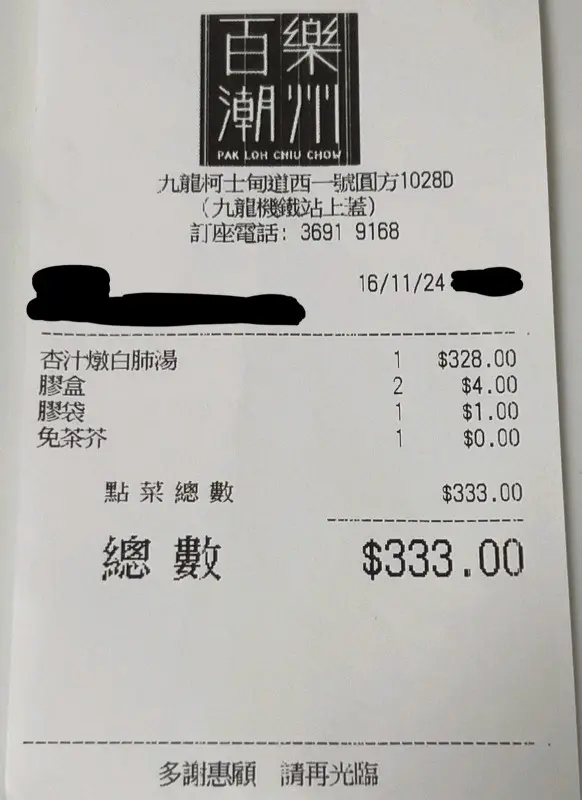 百樂
潮州
PAK LOH CHIU CHOW
九龍柯士甸道西一號圓方1028D
（九龍機鐵站上蓋）
訂座電話: 3691 9168
16/11/24
杏汁燉白肺湯 1 $328.00
膠盒 2 $4.00
膠袋 1 $1.00
免茶芥 1 $0.00
點菜總數 $333.00
總數 $333.00
多謝惠顧 請再光臨